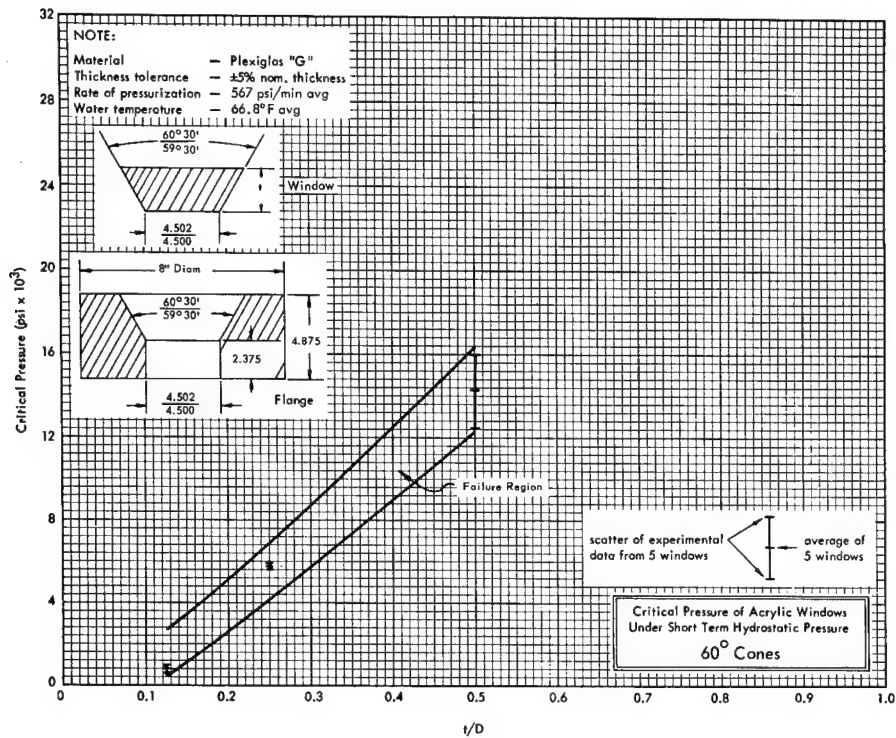 NOTE:
Material — Plexiglas "G"
Thickness tolerance — ±5% nom. thickness
Rate of pressurization — 567 psi/min avg
Water temperature — 66.8°F avg
60°30'
59°30'
Window
4.502
4.500
8" Diam
60°30'
59°30'
4.875
2.375
4.502
4.500
Flange
Failure Region
scatter of experimental
data from 5 windows
average of
5 windows
Critical Pressure of Acrylic Windows
Under Short Term Hydrostatic Pressure
60° Cones
Critical Pressure (psi x 10³)
32
28
24
20
16
12
8
4
0
0 0.1 0.2 0.3 0.4 0.5 0.6 0.7 0.8 0.9 1.0
t/D